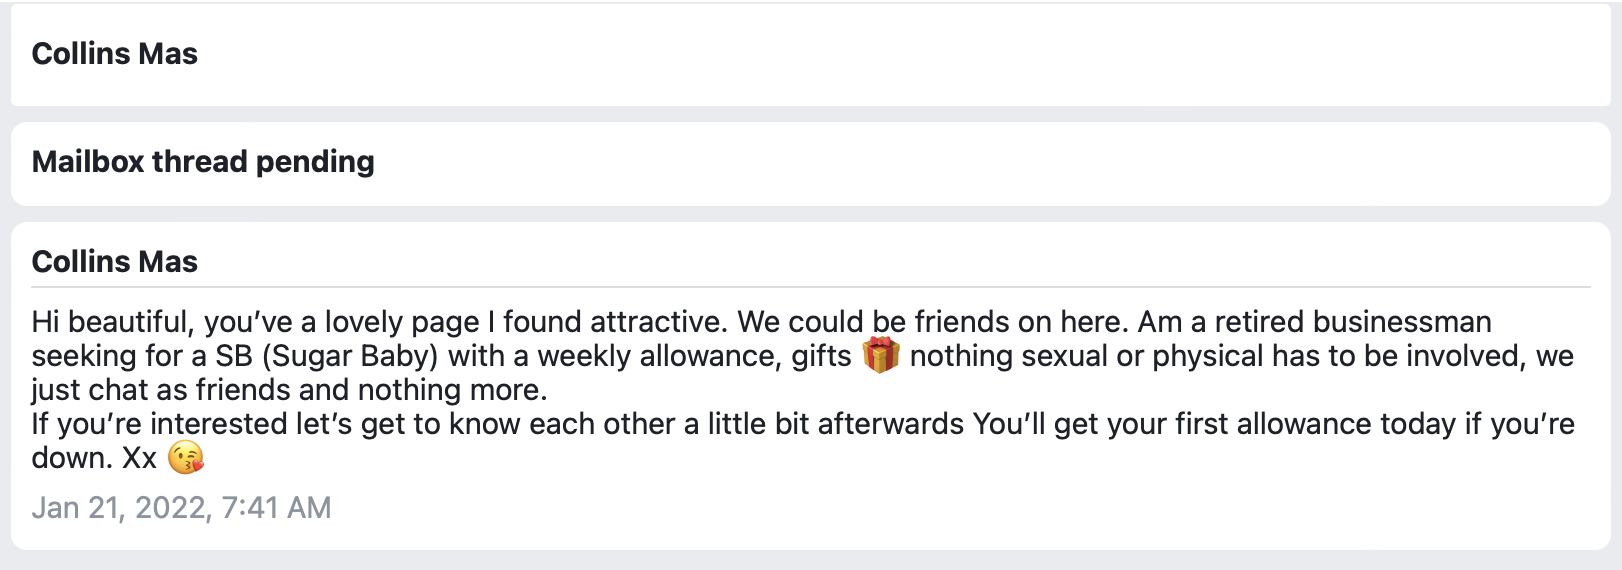 Collins Mas
Mailbox thread pending
Collins Mas
Hi beautiful, you’ve a lovely page I found attractive. We could be friends on here. Am a retired businessman
seeking for a SB (Sugar Baby) with a weekly allowance, gifts 🎁 nothing sexual or physical has to be involved, we
just chat as friends and nothing more.
If you’re interested let’s get to know each other a little bit afterwards You’ll get your first allowance today if you’re
down. Xx 😘
Jan 21, 2022, 7:41 AM